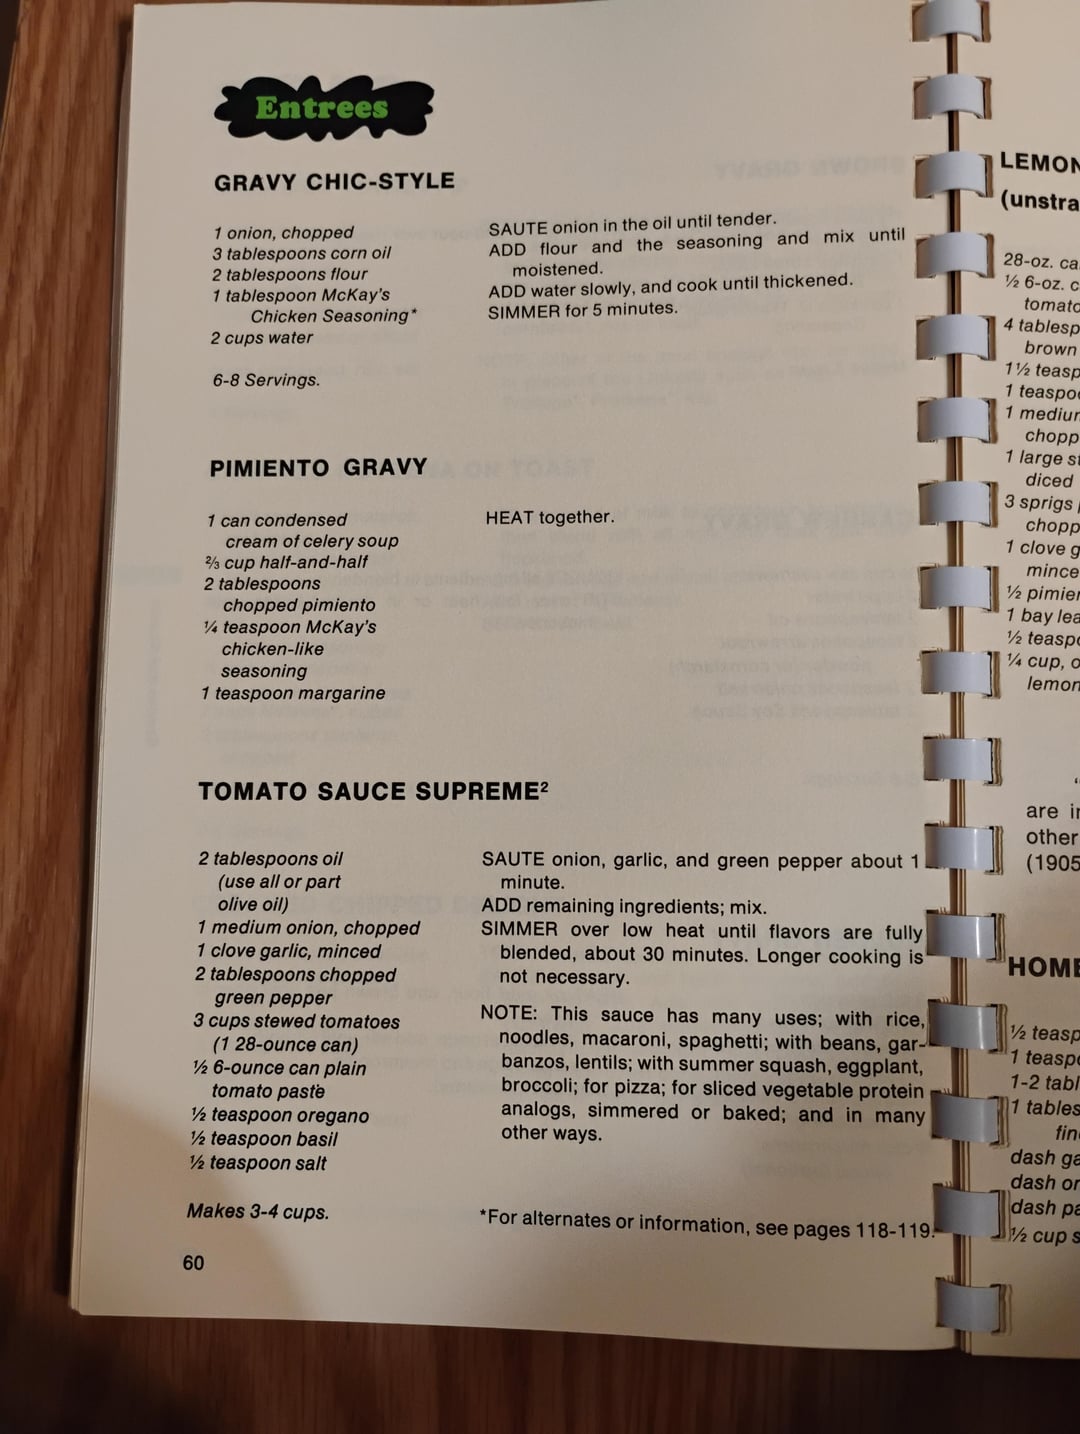 Entrees
GRAVY CHIC-STYLE
1 onion, chopped
3 tablespoons corn oil
2 tablespoons flour
1 tablespoon McKay's
Chicken Seasoning*
2 cups water
6-8 Servings.
SAUTE onion in the oil until tender.
ADD flour and the seasoning and mix until
moistened.
ADD water slowly, and cook until thickened.
SIMMER for 5 minutes.
PIMIENTO GRAVY
1 can condensed
cream of celery soup
⅔ cup half-and-half
2 tablespoons
chopped pimiento
¼ teaspoon McKay's
chicken-like
seasoning
1 teaspoon margarine
HEAT together.
TOMATO SAUCE SUPREME²
2 tablespoons oil
(use all or part
olive oil)
1 medium onion, chopped
1 clove garlic, minced
2 tablespoons chopped
green pepper
3 cups stewed tomatoes
(1 28-ounce can)
½ 6-ounce can plain
tomato paste
½ teaspoon oregano
½ teaspoon basil
½ teaspoon salt
Makes 3-4 cups.
SAUTE onion, garlic, and green pepper about 1
minute.
ADD remaining ingredients; mix.
SIMMER over low heat until flavors are fully
blended, about 30 minutes. Longer cooking is
not necessary.
NOTE: This sauce has many uses; with rice,
noodles, macaroni, spaghetti; with beans, gar-
banzos, lentils; with summer squash, eggplant,
broccoli; for pizza; for sliced vegetable protein
analogs, simmered or baked; and in many
other ways.
*For alternates or information, see pages 118-119.
60
LEMON
(unstra
28-oz. ca
½ 6-oz. c
tomato
4 tablesp
brown
1½ teasp
1 teaspoo
1 medium
chopp
1 large st
diced
3 sprigs
chopp
1 clove g
mince
½ pimien
1 bay lea
½ teaspo
¼ cup, o
lemon
are in
other
(1905
HOME
½ teasp
1 teaspo
1-2 tabl
1 tables
fin
dash ga
dash or
dash pa
½ cup s